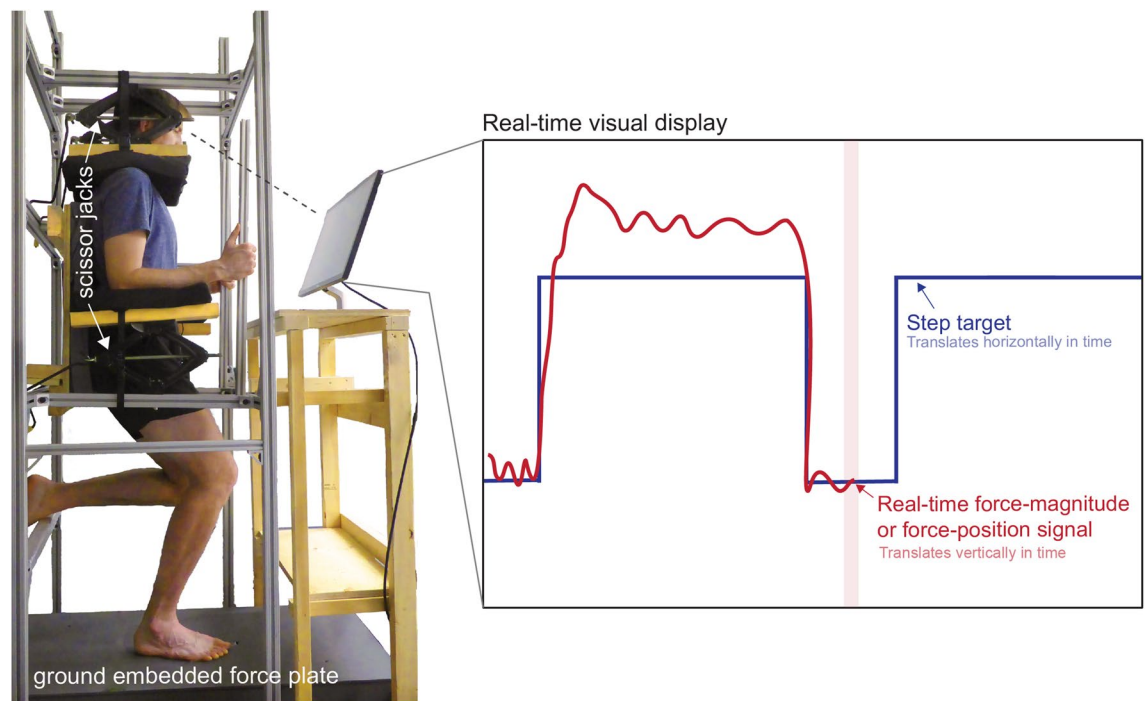 Real-time visual display
scissor jacks
Step target
Translates horizontally in time
Real-time force-magnitude
or force-position signal
Translates vertically in time
ground embedded force plate